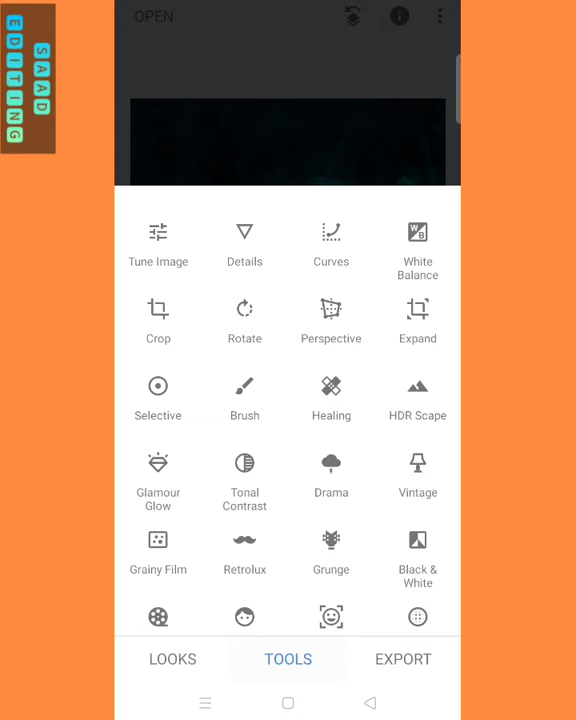 SAAD
EDITING
OPEN
Tune Image
Details
Curves
White
Balance
Crop
Rotate
Perspective
Expand
Selective
Brush
Healing
HDR Scape
Glamour
Glow
Tonal
Contrast
Drama
Vintage
Grainy Film
Retrolux
Grunge
Black &
White
LOOKS
TOOLS
EXPORT